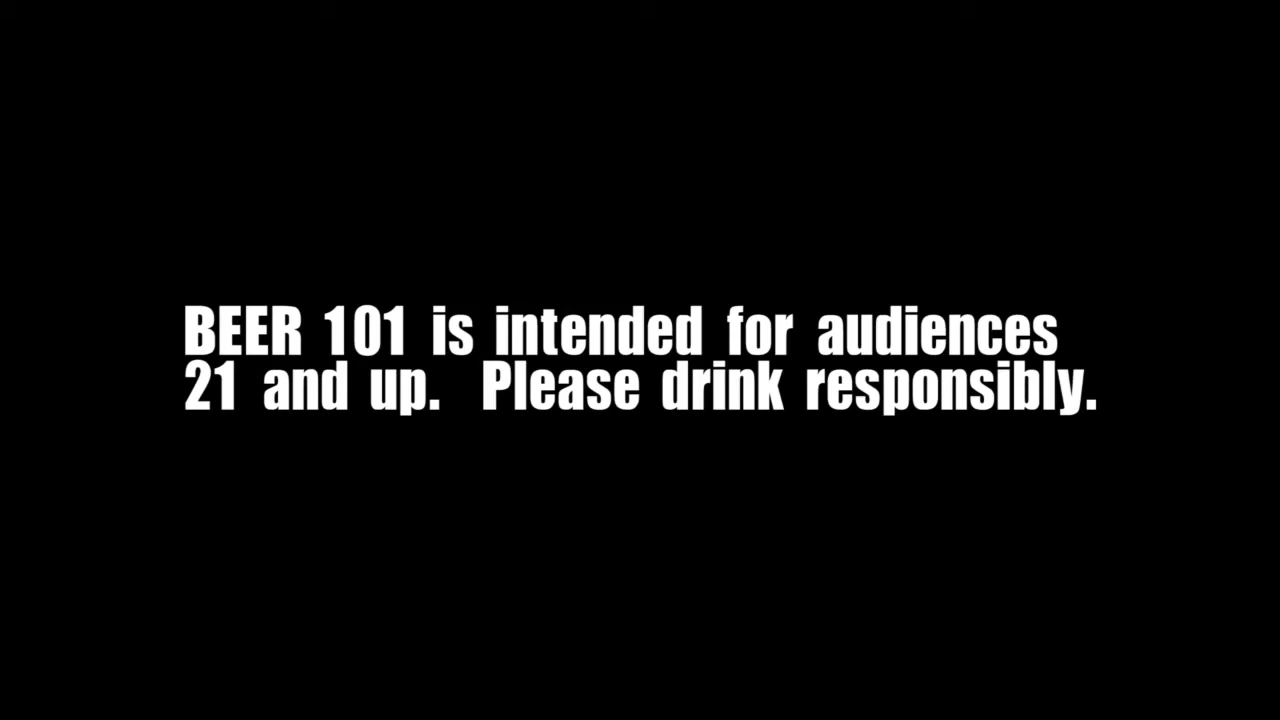 BEER 101 is intended for audiences
21 and up.  Please drink responsibly.